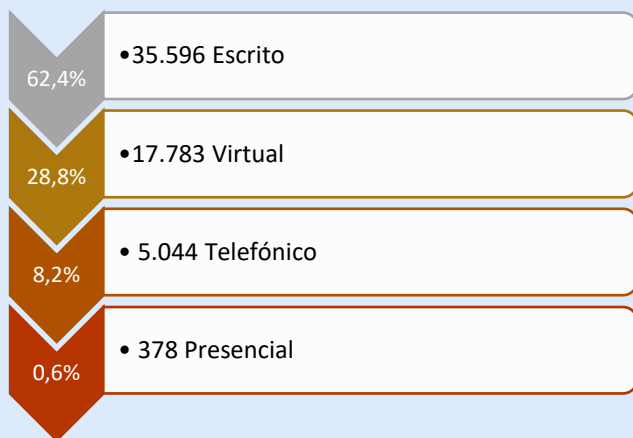 62,4%
•35.596 Escrito
28,8%
•17.783 Virtual
8,2%
• 5.044 Telefónico
0,6%
• 378 Presencial